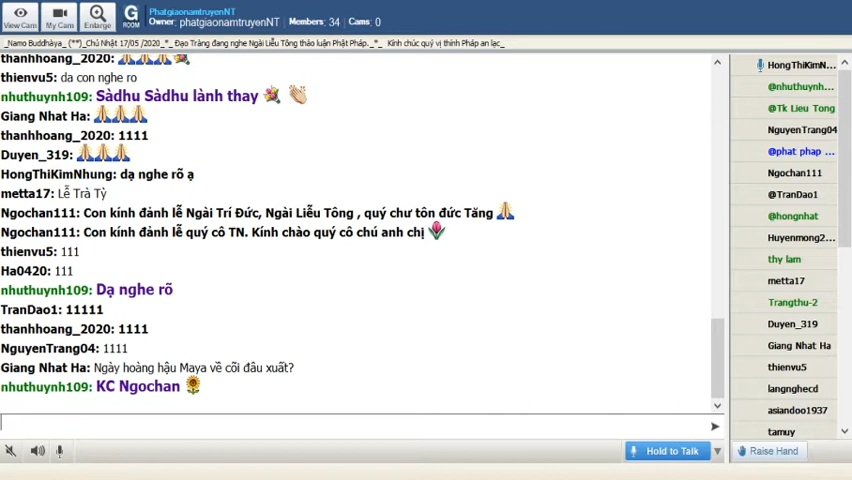 View Cam
My Cam
Enlarge
G
ROOM
PhatgiaonamtruyenNT
Owner: phatgiaonamtruyenNT Members: 34 Cams: 0
_Namo Buddhàya_ (**)_Chủ Nhật 17/05 /2020_*_ Đạo Tràng đang nghe Ngài Liễu Tông thảo luận Phật Pháp._*_ Kính chúc quý vị thính Pháp an lạc_
thanhhoang_2020:
thienvu5: da con nghe ro
nhuthuynh109: Sàdhu Sàdhu lành thay
Giang Nhat Ha:
thanhhoang_2020: 1111
Duyen_319:
HongThiKimNhung: dạ nghe rõ ạ
metta17: Lễ Trà Tỳ
Ngochan111: Con kính đảnh lễ Ngài Trí Đức, Ngài Liễu Tông , quý chư tôn đức Tăng
Ngochan111: Con kính đảnh lễ quý cô TN. Kính chào quý cô chú anh chị
thienvu5: 111
Ha0420: 111
nhuthuynh109: Dạ nghe rõ
TranDao1: 11111
thanhhoang_2020: 1111
NguyenTrang04: 1111
Giang Nhat Ha: Ngày hoàng hậu Maya về cõi đâu xuất?
nhuthuynh109: KC Ngochan
Hold to Talk
HongThiKimN...
@nhuthuynh...
@Tk Lieu Tong
NguyenTrang04
@phat phap ...
Ngochan111
@TranDao1
@hongnhat
Huyenmong2...
thy lam
metta17
Trangthu-2
Duyen_319
Giang Nhat Ha
thienvu5
langnghecd
asiandoo1937
tamuy
Raise Hand